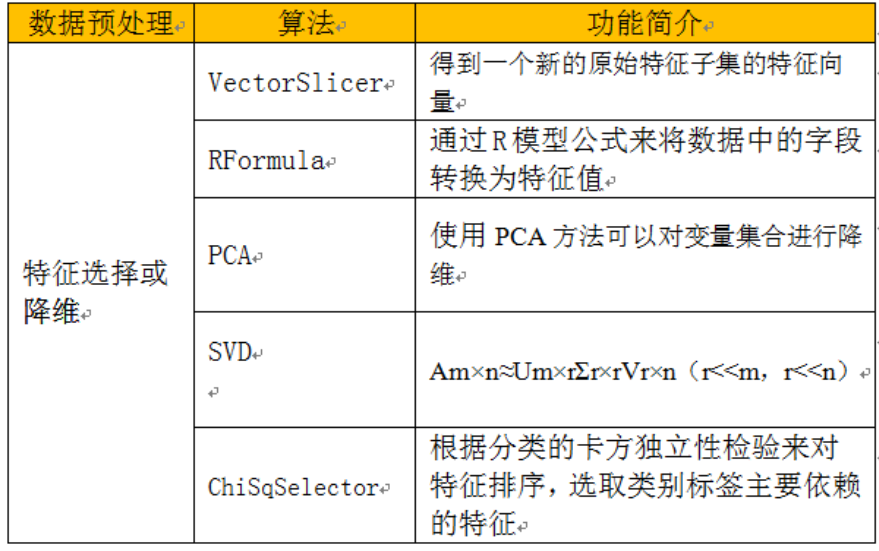 数据预处理 算法 功能简介
特征选择或
降维
VectorSlicer
得到一个新的原始特征子集的特征向
量
RFormula
通过R模型公式来将数据中的字段
转换为特征值
PCA
使用 PCA 方法可以对变量集合进行降
维
SVD
Am×n≈Um×rΣr×rVr×n（r<<m，r<<n）
ChiSqSelector
根据分类的卡方独立性检验来对
特征排序，选取类别标签主要依赖
的特征